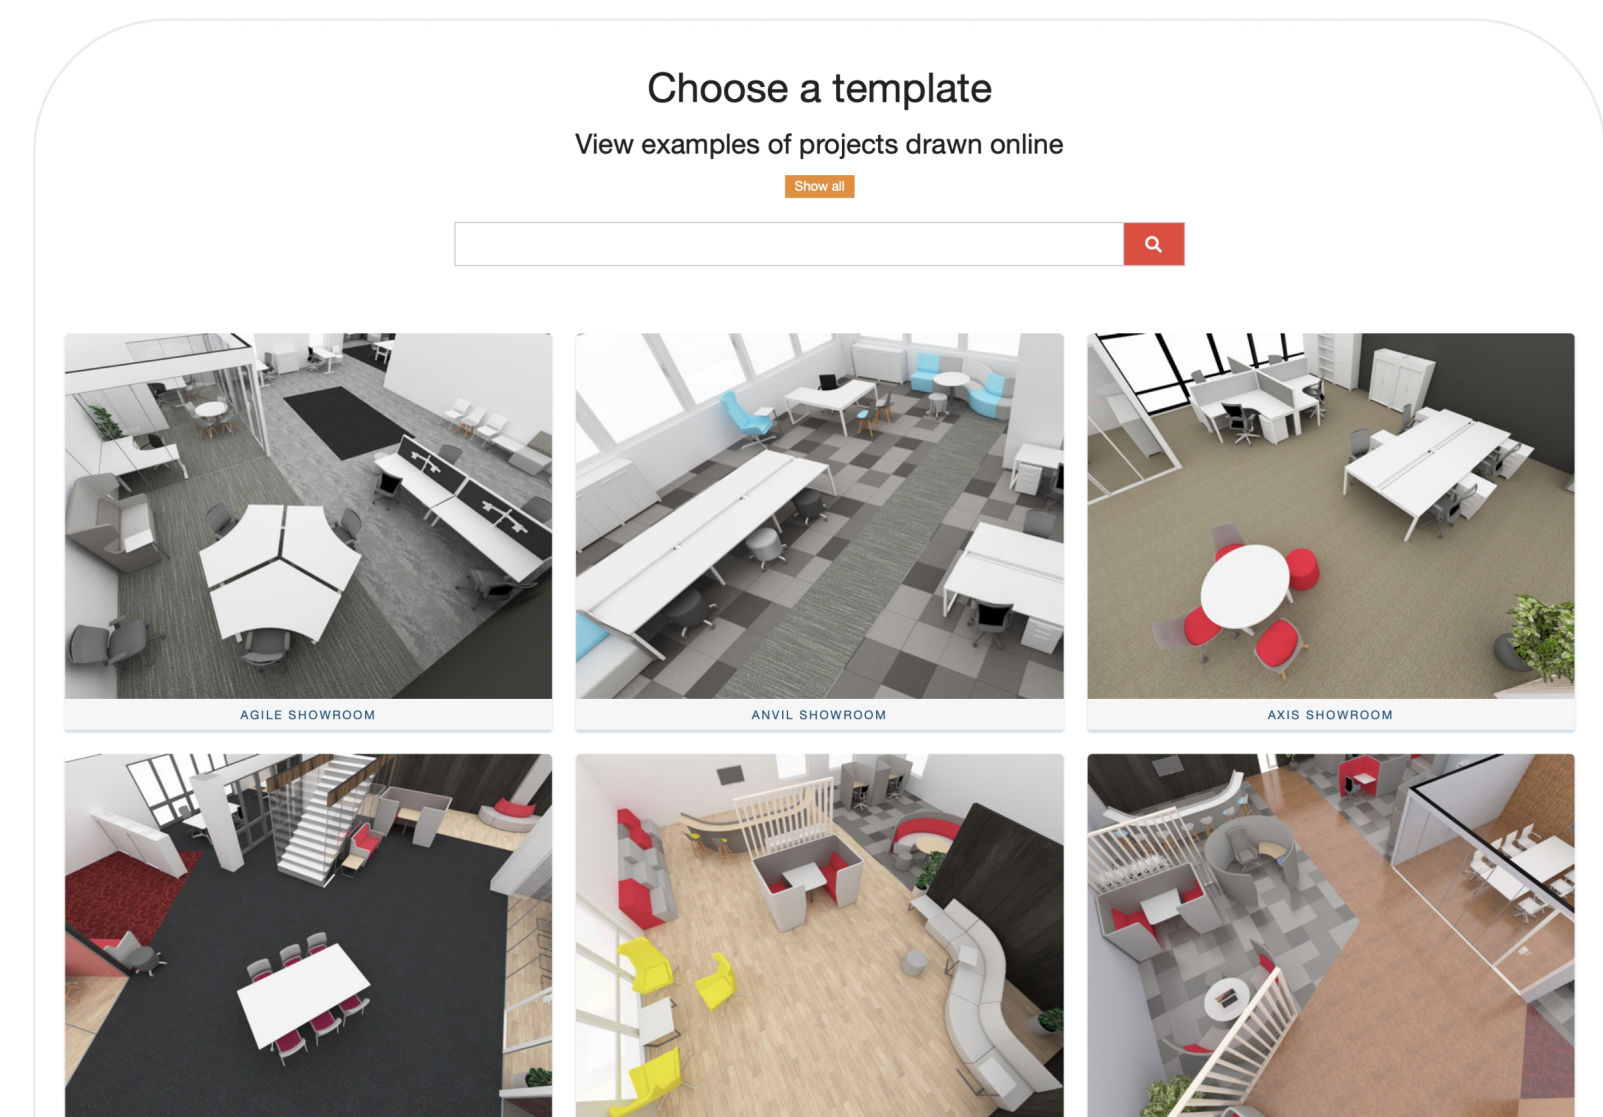 Choose a template
View examples of projects drawn online
Show all
AGILE SHOWROOM
ANVIL SHOWROOM
AXIS SHOWROOM